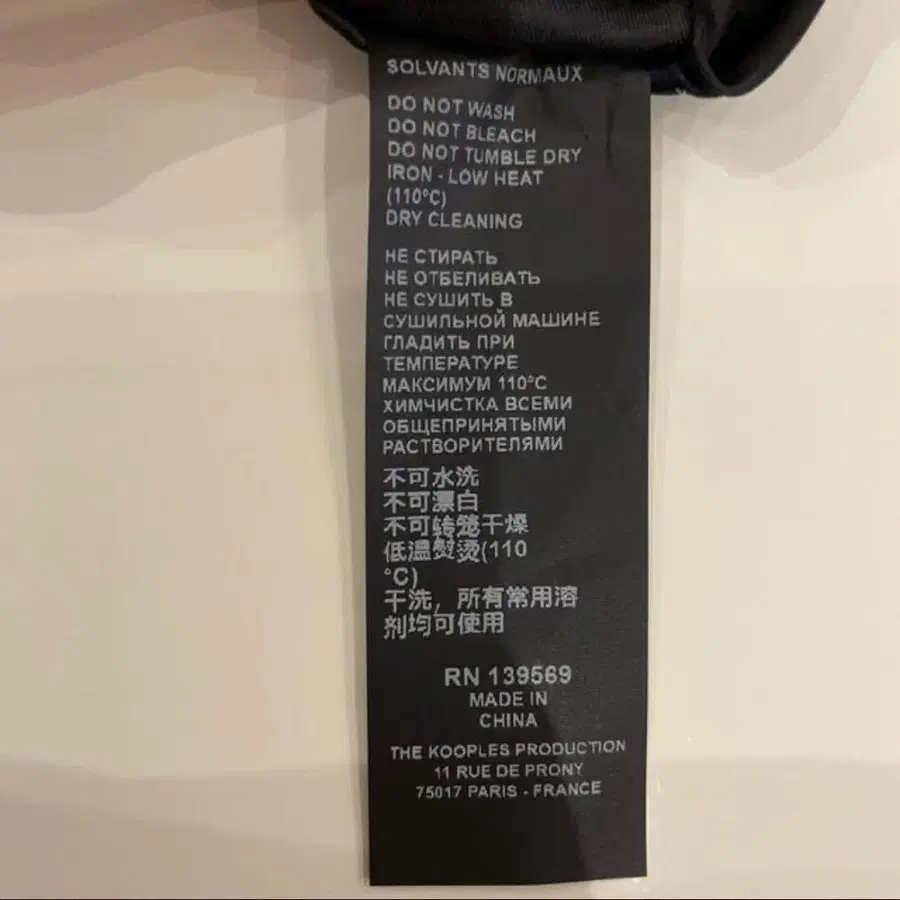 SOLVANTS NORMAUX
DO NOT WASH
DO NOT BLEACH
DO NOT TUMBLE DRY
IRON - LOW HEAT
(110°C)
DRY CLEANING
НЕ СТИРАТЬ
НЕ ОТБЕЛИВАТЬ
НЕ СУШИТЬ В
СУШИЛЬНОЙ МАШИНЕ
ГЛАДИТЬ ПРИ
ТЕМПЕРАТУРЕ
МАКСИМУМ 110°C
ХИМЧИСТКА ВСЕМИ
ОБЩЕПРИНЯТЫМИ
РАСТВОРИТЕЛЯМИ
不可水洗
不可漂白
不可转笼干燥
低温熨烫(110
°C)
干洗，所有常用溶
剂均可使用
RN 139569
MADE IN
CHINA
THE KOOPLES PRODUCTION
11 RUE DE PRONY
75017 PARIS - FRANCE